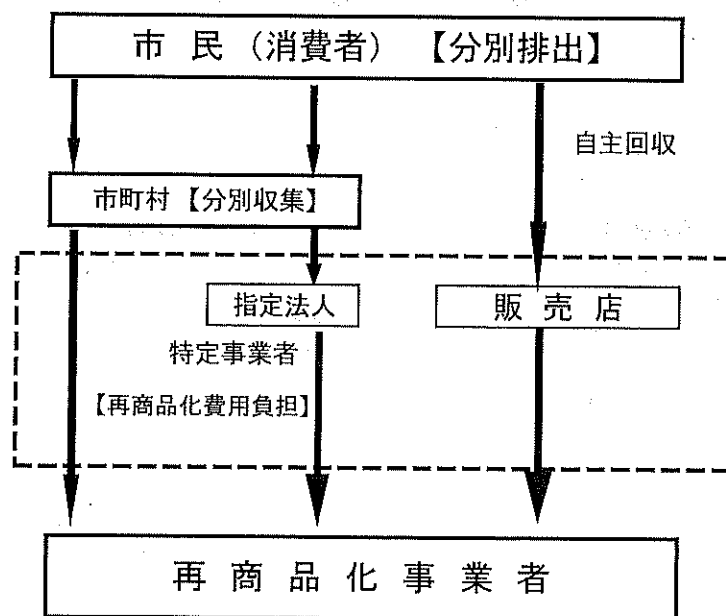 市民（消費者）【分別排出】
自主回収
市町村【分別収集】
指定法人
販売店
特定事業者
【再商品化費用負担】
再商品化事業者